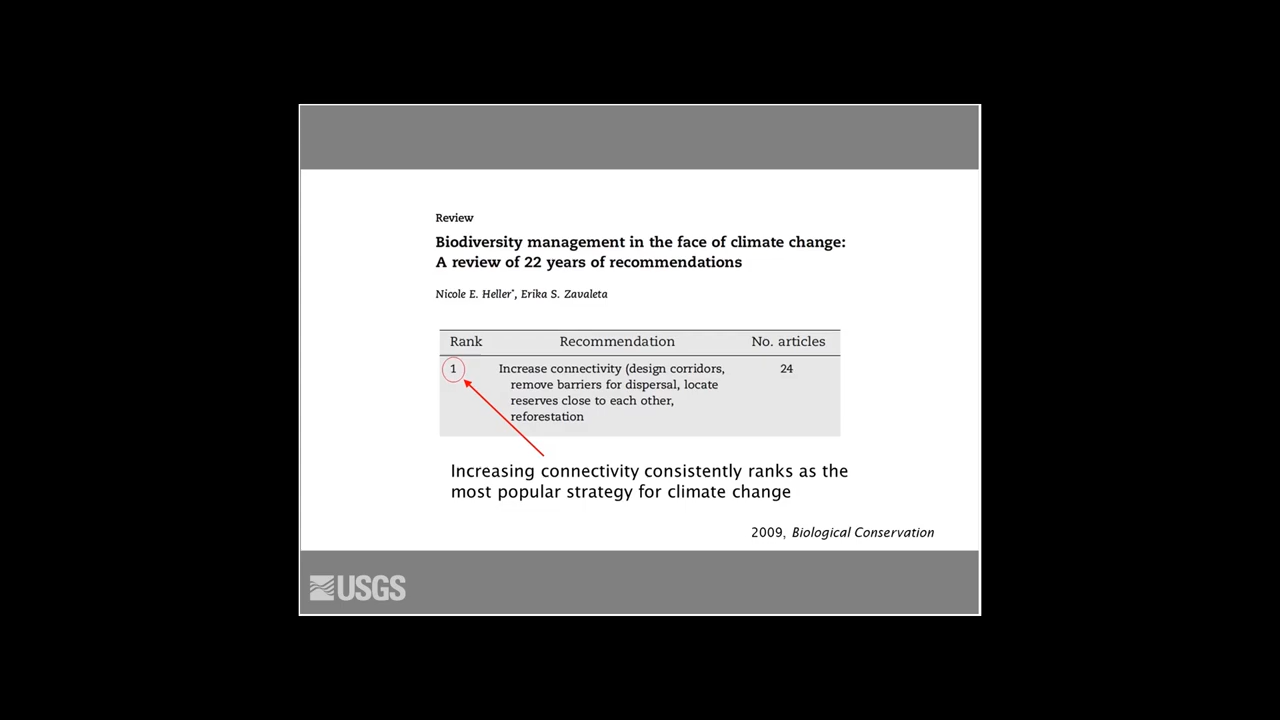 Review
Biodiversity management in the face of climate change:
A review of 22 years of recommendations
Nicole E. Heller*, Erika S. Zavaleta
Rank Recommendation No. articles
1 Increase connectivity (design corridors, 24
remove barriers for dispersal, locate
reserves close to each other,
reforestation
Increasing connectivity consistently ranks as the
most popular strategy for climate change
2009, Biological Conservation
USGS